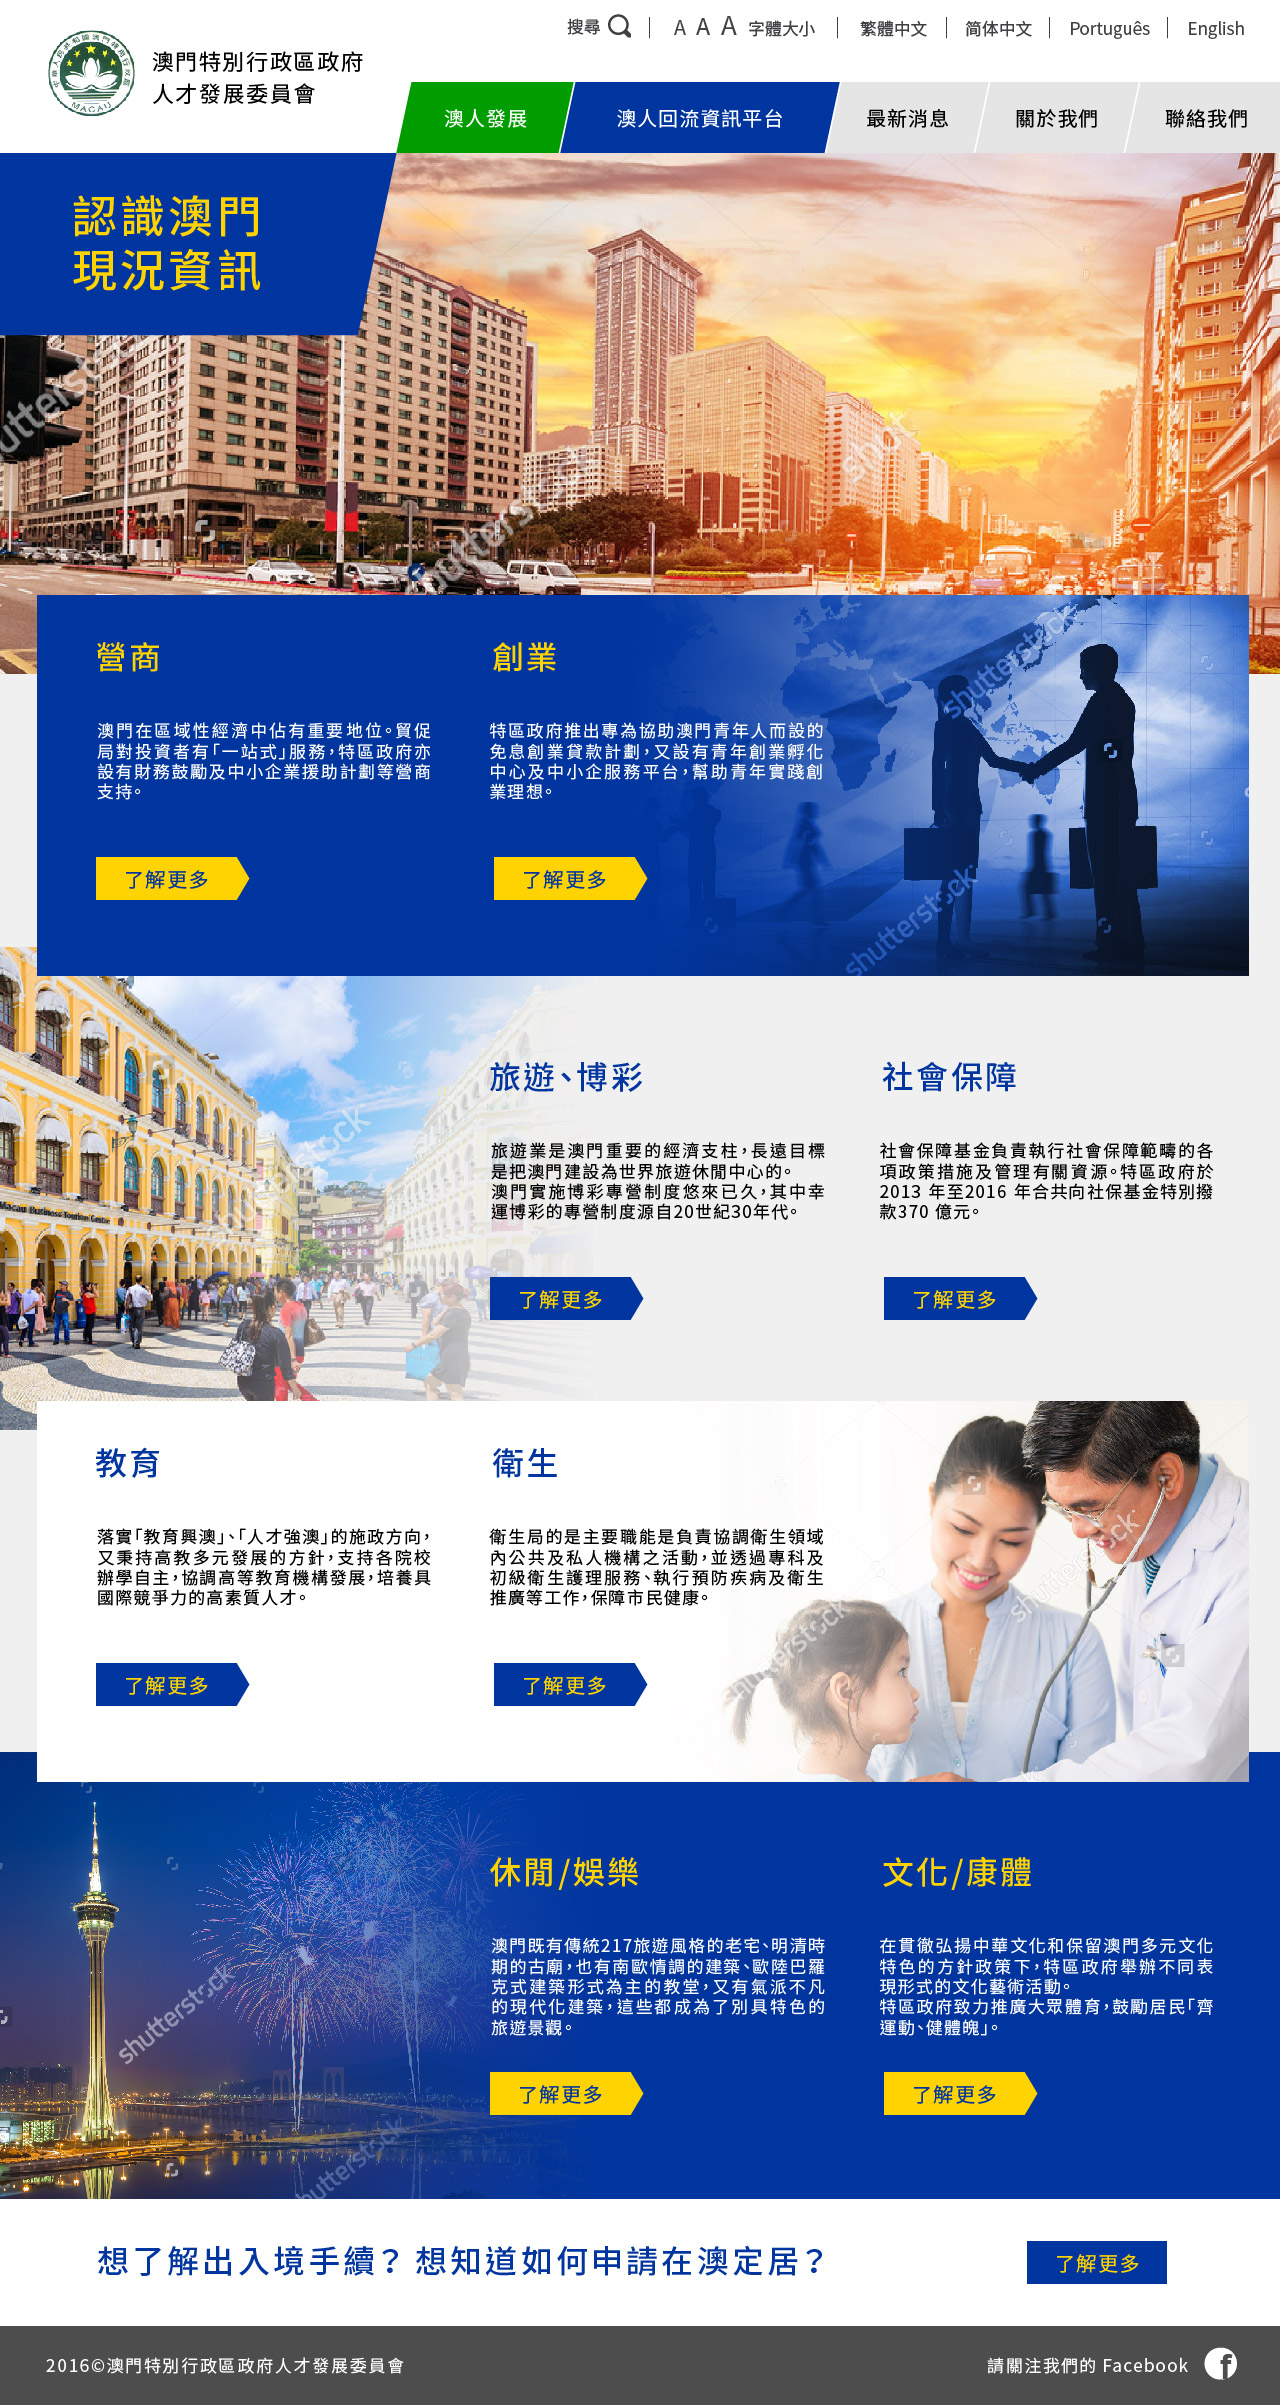 搜尋
A A A 字體大小
繁體中文
简体中文
Português
English
澳門特別行政區政府
人才發展委員會
MACAU
澳人發展
澳人回流資訊平台
最新消息
關於我們
聯絡我們
認識澳門
現況資訊
shutterstock
營商
澳門在區域性經濟中佔有重要地位。貿促
局對投資者有「一站式」服務，特區政府亦
設有財務鼓勵及中小企業援助計劃等營商
支持。
了解更多
創業
特區政府推出專為協助澳門青年人而設的
免息創業貸款計劃，又設有青年創業孵化
中心及中小企服務平台，幫助青年實踐創
業理想。
了解更多
shutterstock
shutterstock
Macau Business Tourism Centre
旅遊、博彩
旅遊業是澳門重要的經濟支柱，長遠目標
是把澳門建設為世界旅遊休閒中心的。
澳門實施博彩專營制度悠來已久，其中幸
運博彩的專營制度源自20世紀30年代。
了解更多
社會保障
社會保障基金負責執行社會保障範疇的各
項政策措施及管理有關資源。特區政府於
2013 年至2016 年合共向社保基金特別撥
款370 億元。
了解更多
教育
落實「教育興澳」、「人才強澳」的施政方向，
又秉持高教多元發展的方針，支持各院校
辦學自主，協調高等教育機構發展，培養具
國際競爭力的高素質人才。
了解更多
衛生
衛生局的是主要職能是負責協調衛生領域
內公共及私人機構之活動，並透過專科及
初級衛生護理服務、執行預防疾病及衛生
推廣等工作，保障市民健康。
了解更多
shutterstock
shutterstock
休閒/娛樂
澳門既有傳統217旅遊風格的老宅、明清時
期的古廟，也有南歐情調的建築、歐陸巴羅
克式建築形式為主的教堂，又有氣派不凡
的現代化建築，這些都成為了別具特色的
旅遊景觀。
了解更多
文化/康體
在貫徹弘揚中華文化和保留澳門多元文化
特色的方針政策下，特區政府舉辦不同表
現形式的文化藝術活動。
特區政府致力推廣大眾體育，鼓勵居民「齊
運動、健體魄」。
了解更多
shutterstock
shutterstock
想了解出入境手續？ 想知道如何申請在澳定居？
了解更多
2016©澳門特別行政區政府人才發展委員會
請關注我們的 Facebook